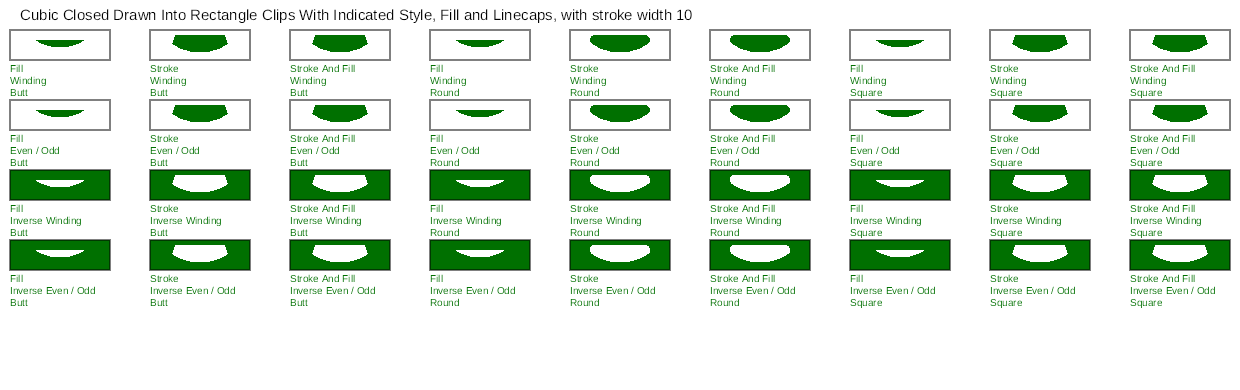 Cubic Closed Drawn Into Rectangle Clips With Indicated Style, Fill and Linecaps, with stroke width 10
Fill
Winding
Butt
Stroke
Winding
Butt
Stroke And Fill
Winding
Butt
Fill
Winding
Round
Stroke
Winding
Round
Stroke And Fill
Winding
Round
Fill
Winding
Square
Stroke
Winding
Square
Stroke And Fill
Winding
Square
Fill
Even / Odd
Butt
Stroke
Even / Odd
Butt
Stroke And Fill
Even / Odd
Butt
Fill
Even / Odd
Round
Stroke
Even / Odd
Round
Stroke And Fill
Even / Odd
Round
Fill
Even / Odd
Square
Stroke
Even / Odd
Square
Stroke And Fill
Even / Odd
Square
Fill
Inverse Winding
Butt
Stroke
Inverse Winding
Butt
Stroke And Fill
Inverse Winding
Butt
Fill
Inverse Winding
Round
Stroke
Inverse Winding
Round
Stroke And Fill
Inverse Winding
Round
Fill
Inverse Winding
Square
Stroke
Inverse Winding
Square
Stroke And Fill
Inverse Winding
Square
Fill
Inverse Even / Odd
Butt
Stroke
Inverse Even / Odd
Butt
Stroke And Fill
Inverse Even / Odd
Butt
Fill
Inverse Even / Odd
Round
Stroke
Inverse Even / Odd
Round
Stroke And Fill
Inverse Even / Odd
Round
Fill
Inverse Even / Odd
Square
Stroke
Inverse Even / Odd
Square
Stroke And Fill
Inverse Even / Odd
Square